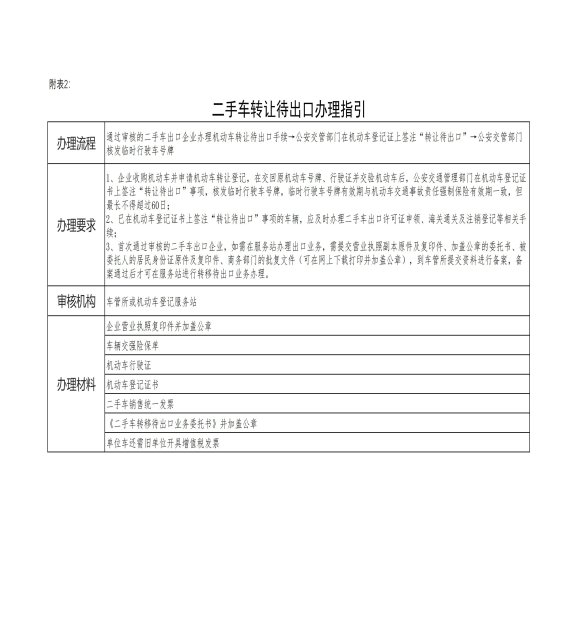 附表2:
二手车转让待出口办理指引
办理流程
通过审核的二手车出口企业办理机动车转让待出口手续→公安交管部门在机动车登记证上签注“转让待出口”→公安交管部门
核发临时行驶车号牌
办理要求
1、企业收购机动车并申请机动车转让登记，在交回原机动车号牌、行驶证并交验机动车后，公安交通管理部门在机动车登记证
书上签注“转让待出口”事项，核发临时行驶车号牌。临时行驶车号牌有效期与机动车交通事故责任强制保险有效期一致，但
最长不得超过60日；
2、已在机动车登记证书上签注“转让待出口”事项的车辆，应及时办理二手车出口许可证申领、海关通关及注销登记等相关手
续；
3、首次通过审核的二手车出口企业，如需在服务站办理出口业务，需提交营业执照副本原件及复印件、加盖公章的委托书、被
委托人的居民身份证原件及复印件、商务部门的批复文件（可在网上下载打印并加盖公章），到车管所提交资料进行备案，备
案通过后才可在服务站进行转移待出口业务办理。
审核机构
车管所或机动车登记服务站
办理材料
企业营业执照复印件并加盖公章
车辆交强险保单
机动车行驶证
机动车登记证书
二手车销售统一发票
《二手车转移待出口业务委托书》并加盖公章
单位车还需旧单位开具增值税发票